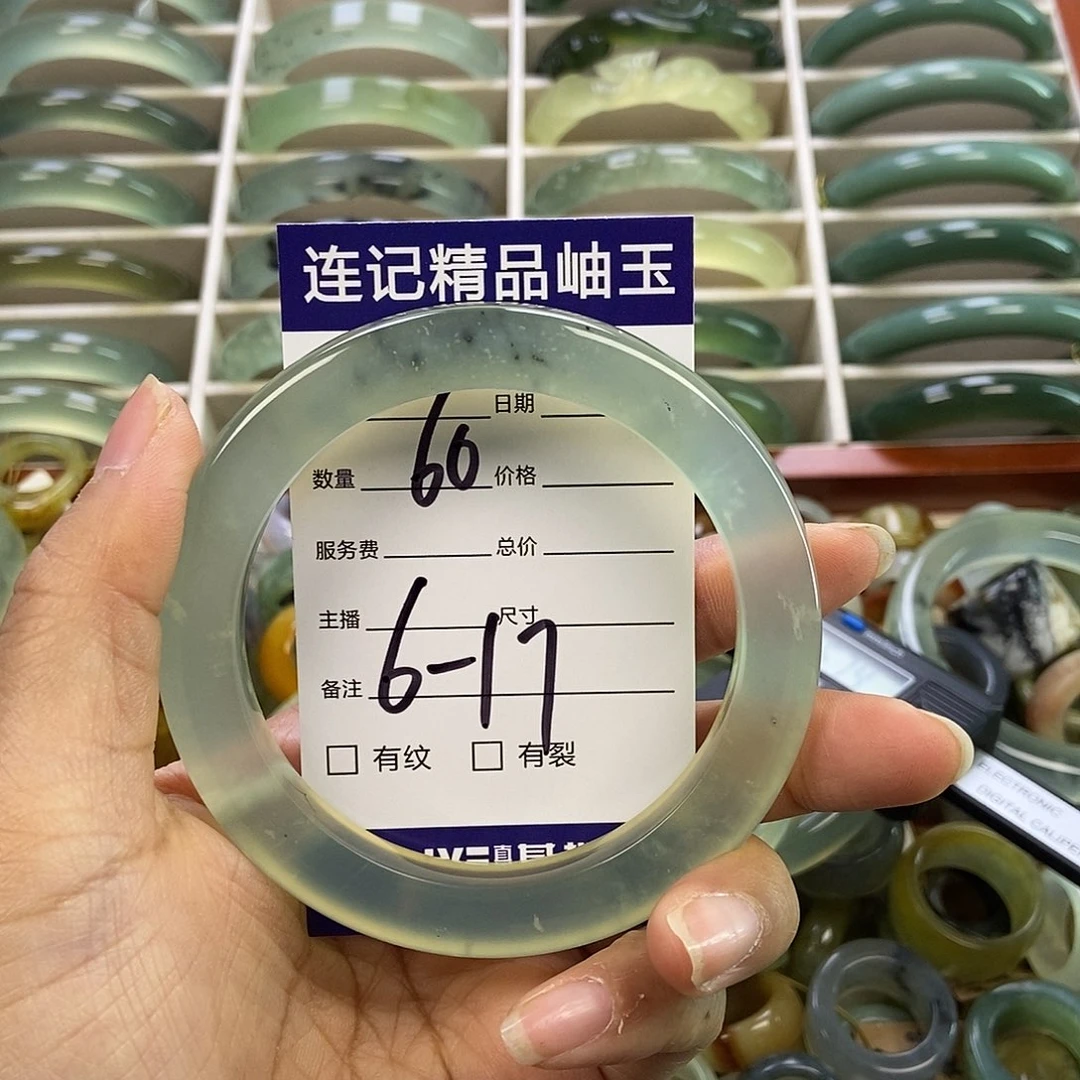 连记精品岫玉
日期
数量 60 价格
服务费 总价
主播 尺寸
6-17
备注
□ 有纹 □ 有裂
ELECTRONIC
DIGITAL CALIPER